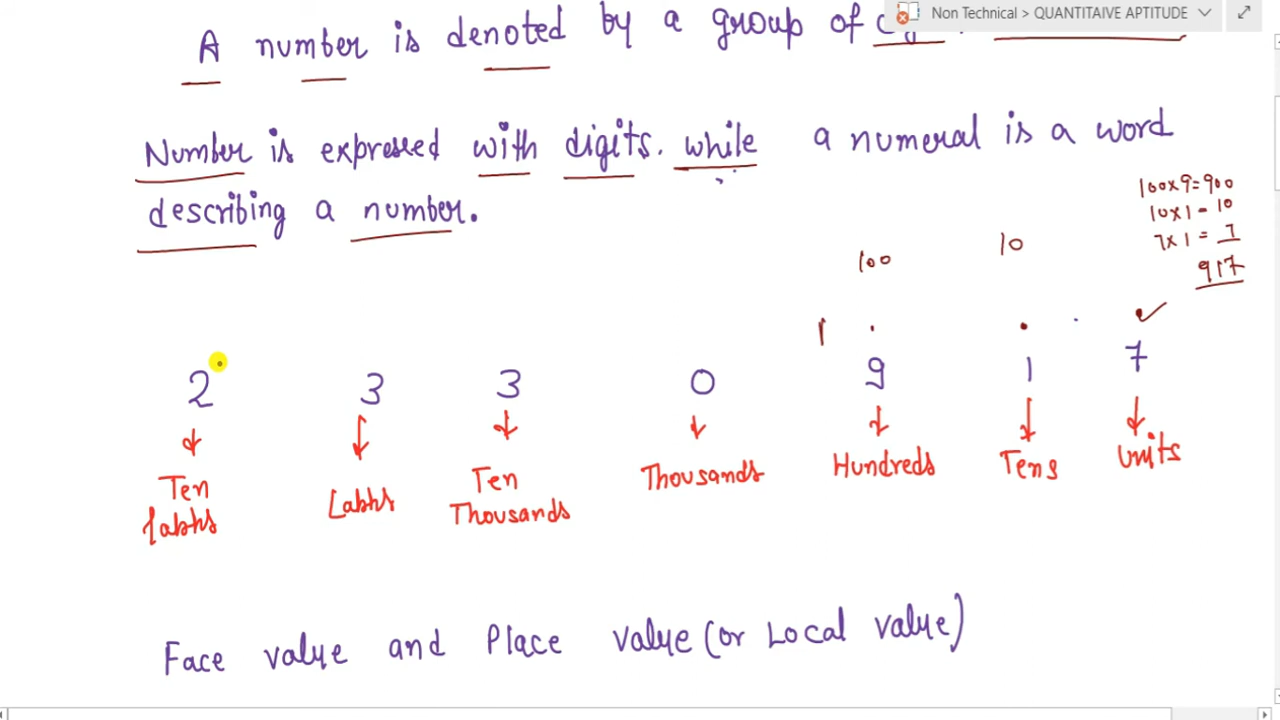 Non Technical > QUANTITAIVE APTITUDE
A number is denoted by a group of
Number is expressed with digits. while a numeral is a word
describing a number.
100x9=900
10x1-10
7x1=7
917
100 10
2 3 3 0 9 1 7
Ten Labhs Labhs Ten Thousands Thousands Hundreds Tens Units
Face value and Place value (or Local value)